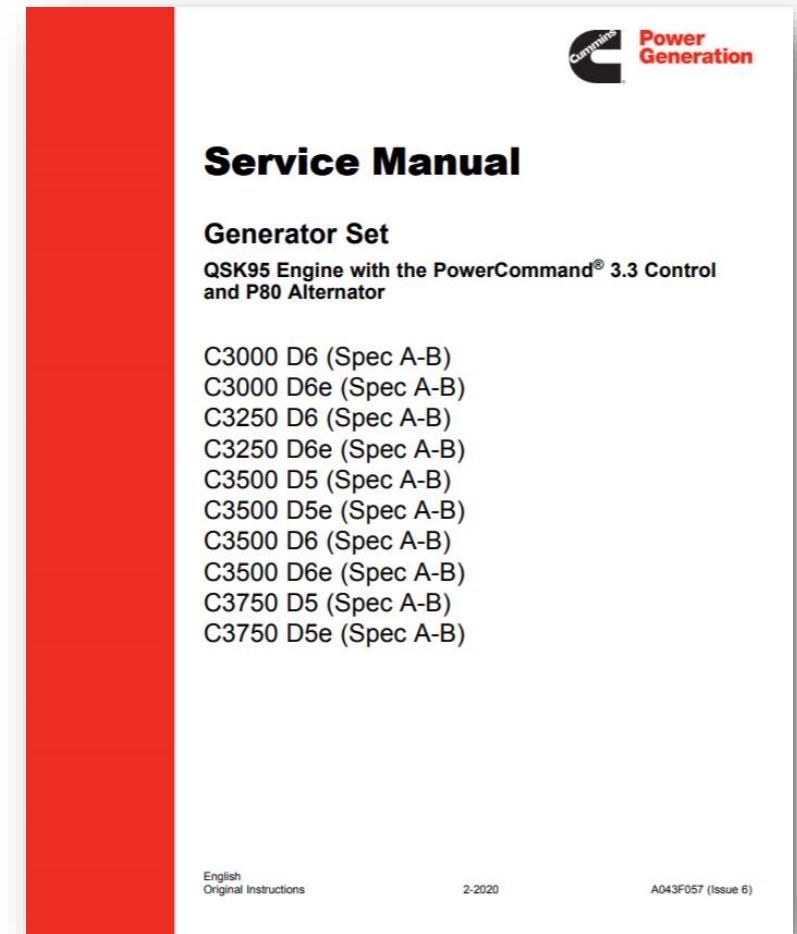 Cummins
Power
Generation
Service Manual
Generator Set
QSK95 Engine with the PowerCommand® 3.3 Control
and P80 Alternator
C3000 D6 (Spec A-B)
C3000 D6e (Spec A-B)
C3250 D6 (Spec A-B)
C3250 D6e (Spec A-B)
C3500 D5 (Spec A-B)
C3500 D5e (Spec A-B)
C3500 D6 (Spec A-B)
C3500 D6e (Spec A-B)
C3750 D5 (Spec A-B)
C3750 D5e (Spec A-B)
English
Original Instructions 2-2020 A043F057 (Issue 6)